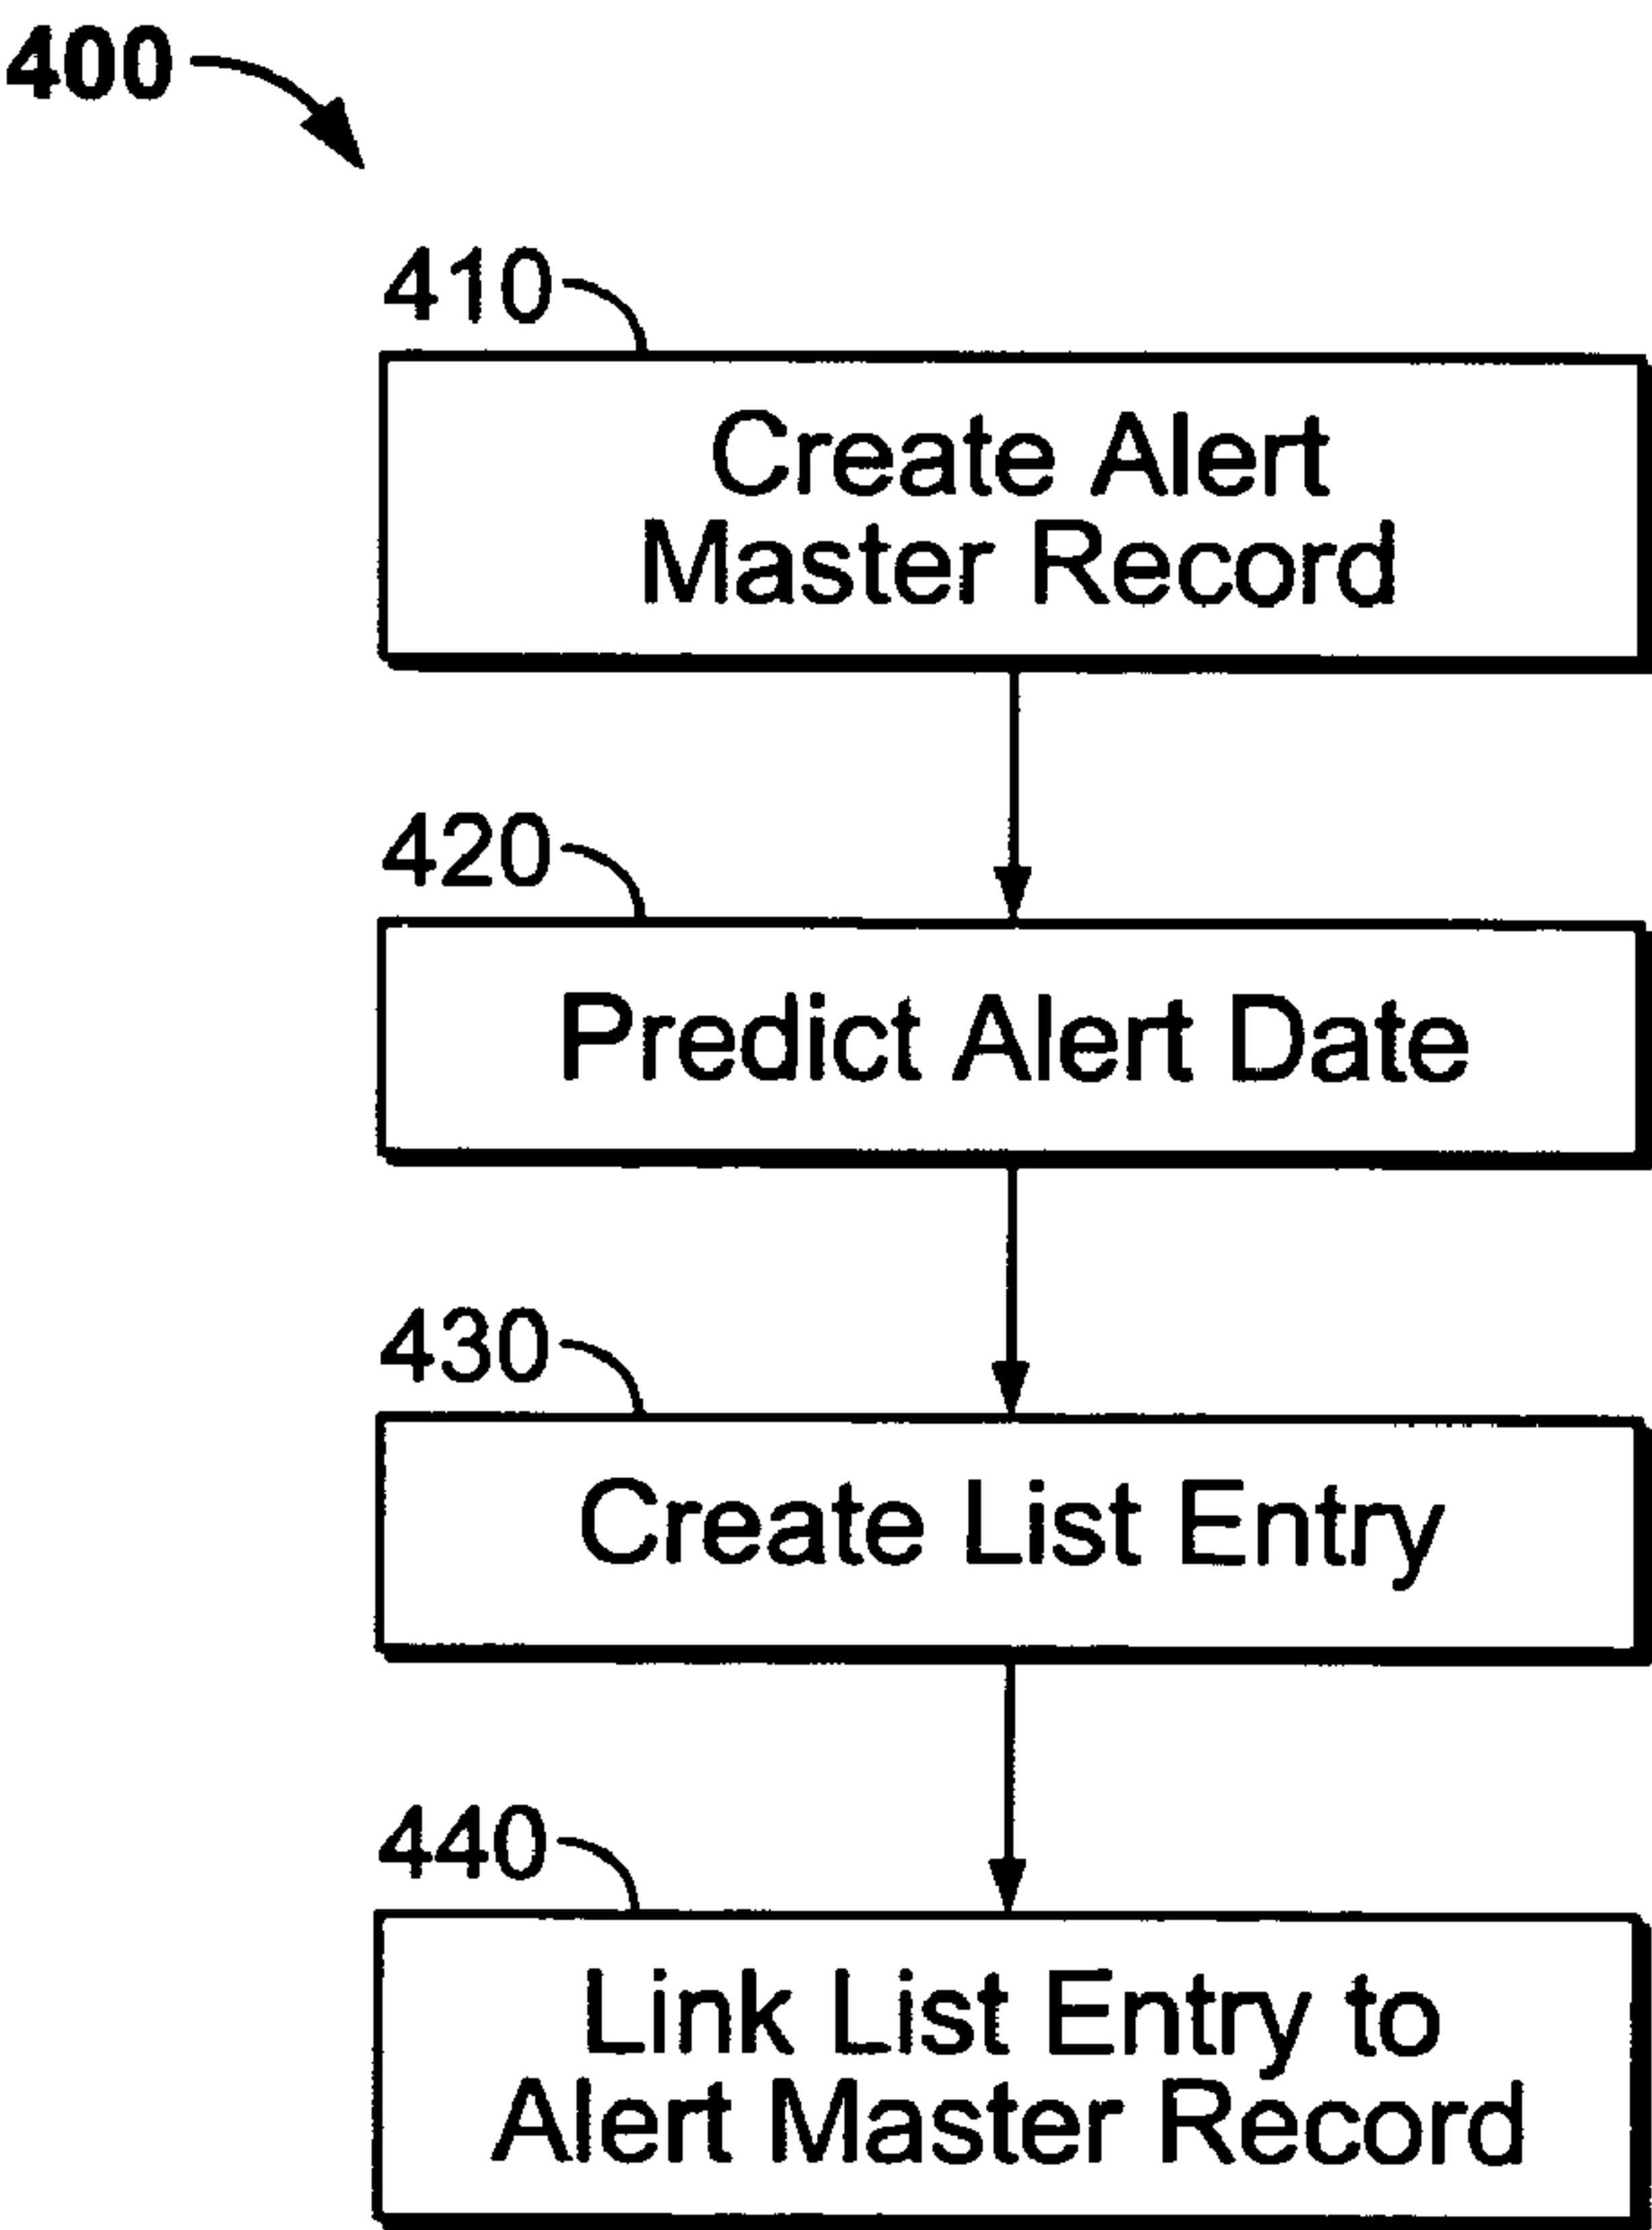 400
410
Create Alert
Master Record
420
Predict Alert Date
430
Create List Entry
440
Link List Entry to
Alert Master Record